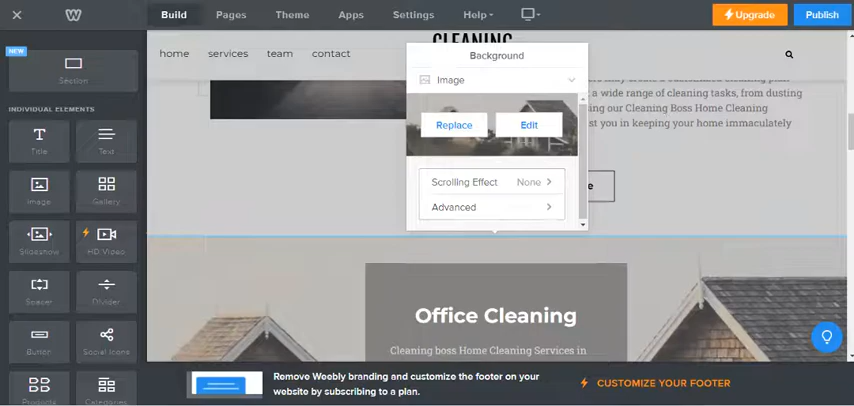 Build Pages Theme Apps Settings Help Upgrade Publish
CLEANING
home services team contact
NEW
Section
INDIVIDUAL ELEMENTS
Title Text
Image Gallery
Slideshow HD Video
Spacer Divider
Button Social Icons
Products Categories
Background
Image
Replace Edit
Scrolling Effect None
Advanced
a wide range of cleaning tasks, from dusting
ing our Cleaning Boss Home Cleaning
st you in keeping your home immaculately
Office Cleaning
Cleaning boss Home Cleaning Services in
Remove Weebly branding and customize the footer on your
website by subscribing to a plan.
CUSTOMIZE YOUR FOOTER